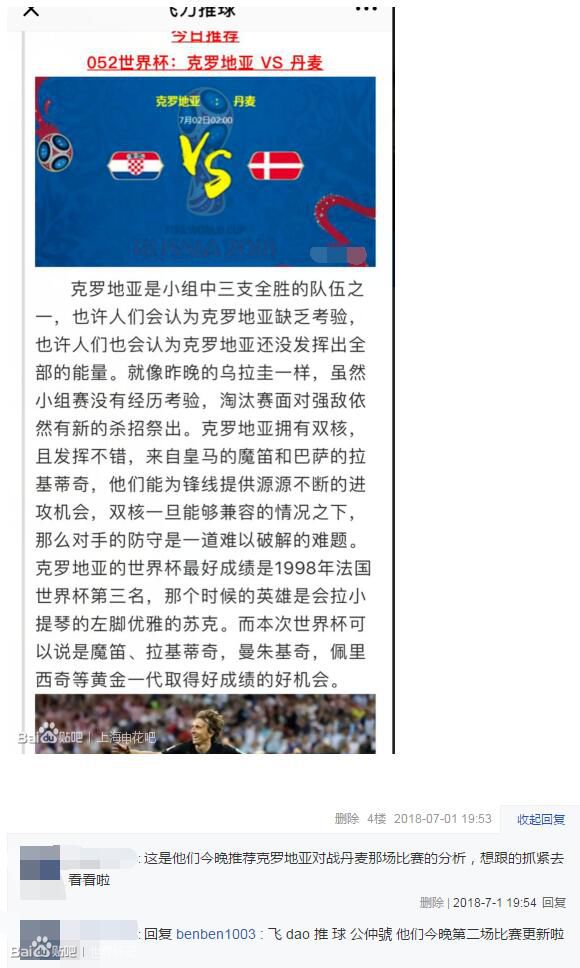 飞刀推球
今日推荐
052世界杯：克罗地亚 VS 丹麦
克罗地亚 ： 丹麦
7月02日02:00
VS
FIFA WORLD CUP
RUSSIA 2018
克罗地亚是小组中三支全胜的队伍之
一，也许人们会认为克罗地亚缺乏考验，
也许人们也会认为克罗地亚还没发挥出全
部的能量。就像昨晚的乌拉圭一样，虽然
小组赛没有经历考验，淘汰赛面对强敌依
然有新的杀招祭出。克罗地亚拥有双核，
且发挥不错，来自皇马的魔笛和巴萨的拉
基蒂奇，他们能为锋线提供源源不断的进
攻机会，双核一旦能够兼容的情况之下，
那么对手的防守是一道难以破解的难题。
克罗地亚的世界杯最好成绩是1998年法国
世界杯第三名，那个时候的英雄是会拉小
提琴的左脚优雅的苏克。而本次世界杯可
以说是魔笛、拉基蒂奇，曼朱基奇，佩里
西奇等黄金一代取得好成绩的好机会。
Baidu贴吧 | 上海申花吧
删除 4楼 2018-07-01 19:53 收起回复
: 这是他们今晚推荐克罗地亚对战丹麦那场比赛的分析，想跟的抓紧去
看看啦
删除 | 2018-7-1 19:54 回复
: 回复 benben1003 : 飞 dao 推 球 公仲號 他们今晚第二场比赛更新啦
Baidu贴吧